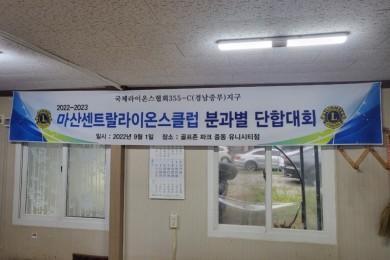 국제라이온스협회355-C(경남중부)지구
2022-2023
마산센트랄라이온스클럽 분과별 단합대회
일시 : 2022년 9월 1일 장소 : 골프존 파크 중동 유니시티점